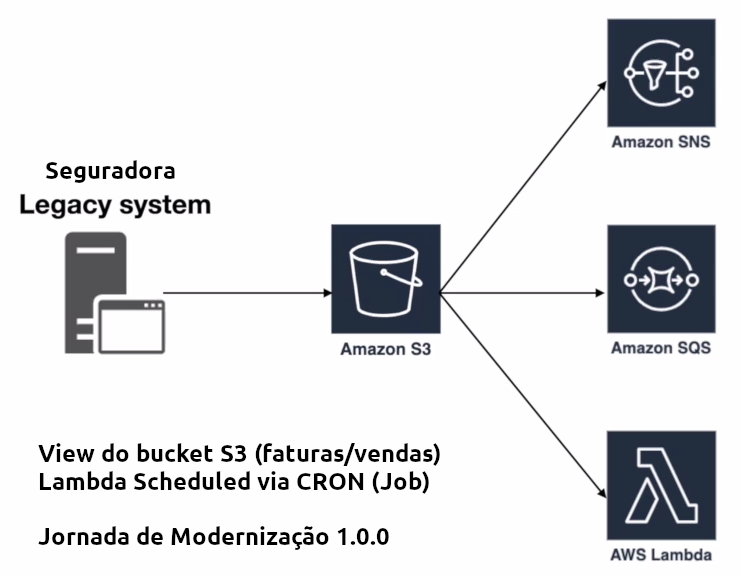 Amazon SNS
Seguradora
Legacy system
Amazon S3
Amazon SQS
View do bucket S3 (faturas/vendas)
Lambda Scheduled via CRON (Job)
Jornada de Modernização 1.0.0
AWS Lambda